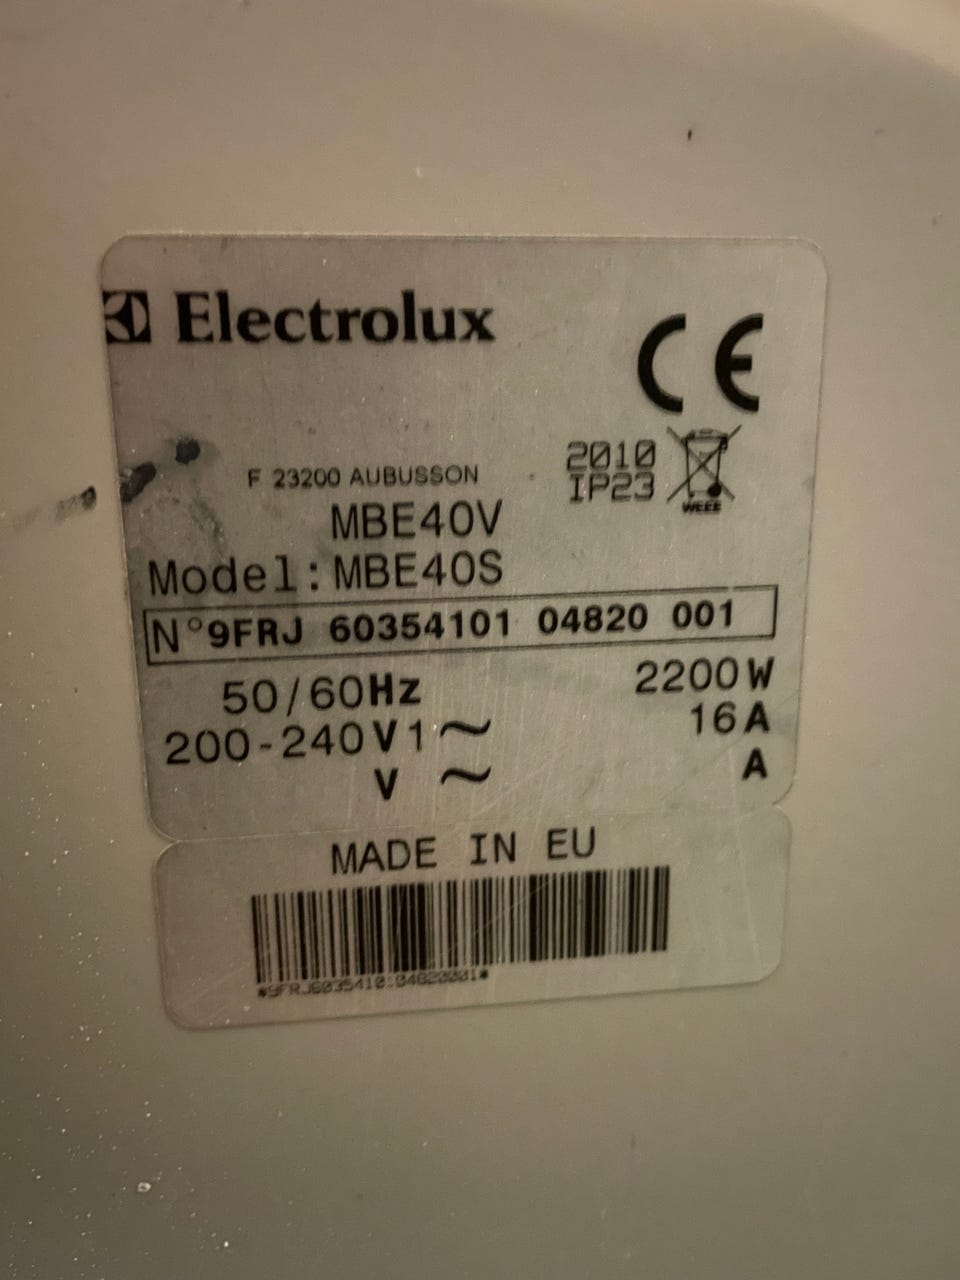 Electrolux
CE
F 23200 AUBUSSON
2010
IP23
WEEE
MBE40V
Model: MBE40S
N°9FRJ 60354101 04820 001
50/60Hz 2200W
200-240V1~ 16A
V ~ A
MADE IN EU